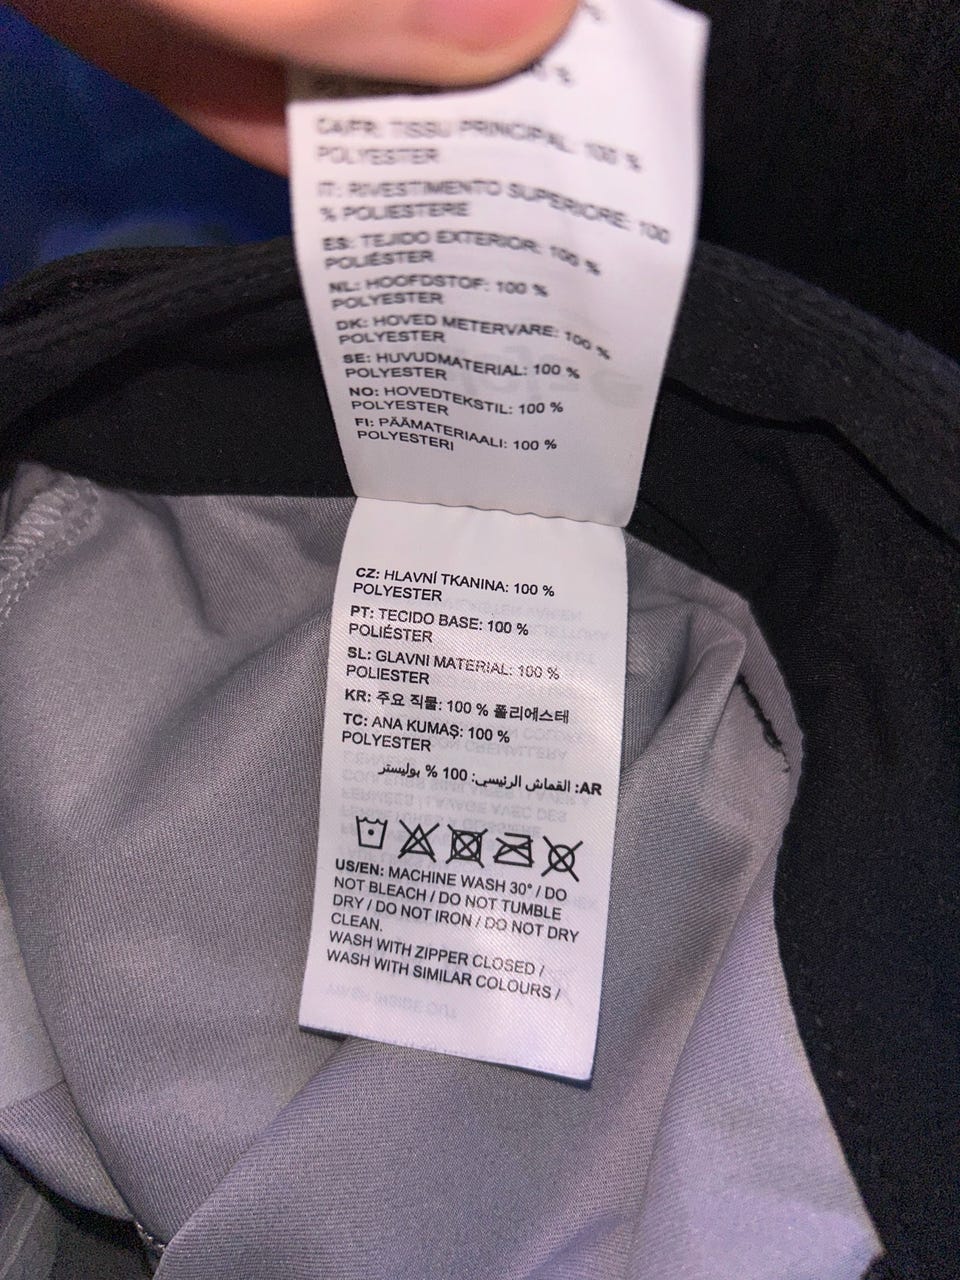 CA/FR: TISSU PRINCIPAL: 100 %
POLYESTER
IT: RIVESTIMENTO SUPERIORE: 100
% POLIESTERE
ES: TEJIDO EXTERIOR: 100 %
POLIÉSTER
NL: HOOFDSTOF: 100 %
POLYESTER
DK: HOVED METERVARE: 100 %
POLYESTER
SE: HUVUDMATERIAL: 100 %
POLYESTER
NO: HOVEDTEKSTIL: 100 %
POLYESTER
FI: PÄÄMATERIAALI: 100 %
POLYESTERI
CZ: HLAVNÍ TKANINA: 100 %
POLYESTER
PT: TECIDO BASE: 100 %
POLIÉSTER
SL: GLAVNI MATERIAL: 100 %
POLIESTER
KR: 주요 직물: 100 % 폴리에스테
TC: ANA KUMAŞ: 100 %
POLYESTER
AR: القماش الرئيسي: 100 % بوليستر
US/EN: MACHINE WASH 30° / DO
NOT BLEACH / DO NOT TUMBLE
DRY / DO NOT IRON / DO NOT DRY
CLEAN.
WASH WITH ZIPPER CLOSED /
WASH WITH SIMILAR COLOURS /